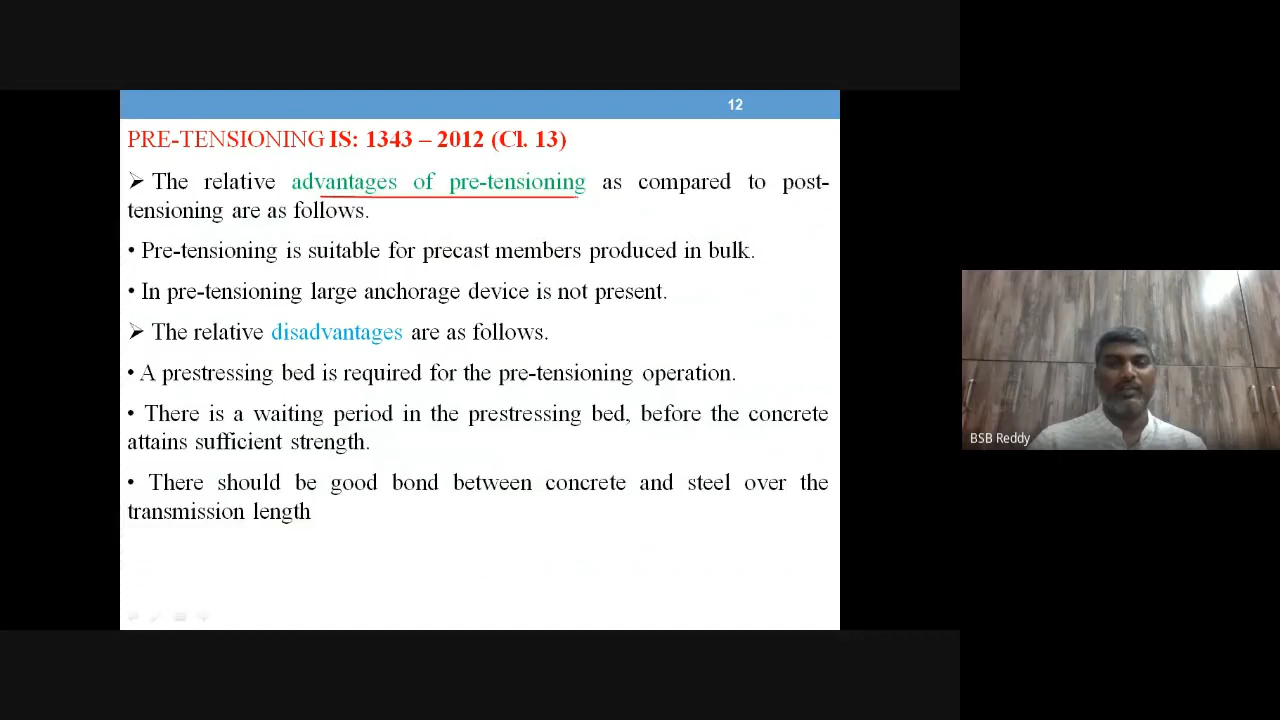 12
PRE-TENSIONING IS: 1343 – 2012 (Cl. 13)
➢ The relative advantages of pre-tensioning as compared to post-
tensioning are as follows.
• Pre-tensioning is suitable for precast members produced in bulk.
• In pre-tensioning large anchorage device is not present.
➢ The relative disadvantages are as follows.
• A prestressing bed is required for the pre-tensioning operation.
• There is a waiting period in the prestressing bed, before the concrete
attains sufficient strength.
• There should be good bond between concrete and steel over the
transmission length
BSB Reddy